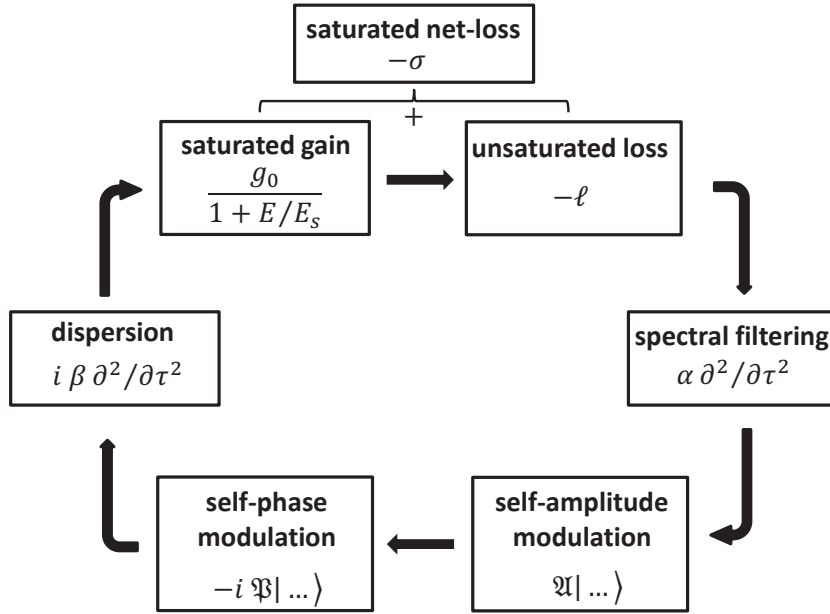 saturated net-loss
−σ
+
saturated gain
g₀
1 + E/Eₛ
unsaturated loss
−ℓ
dispersion
i β ∂²/∂τ²
spectral filtering
α ∂²/∂τ²
self-phase
modulation
−i 𝔓| … ⟩
self-amplitude
modulation
𝔄| … ⟩